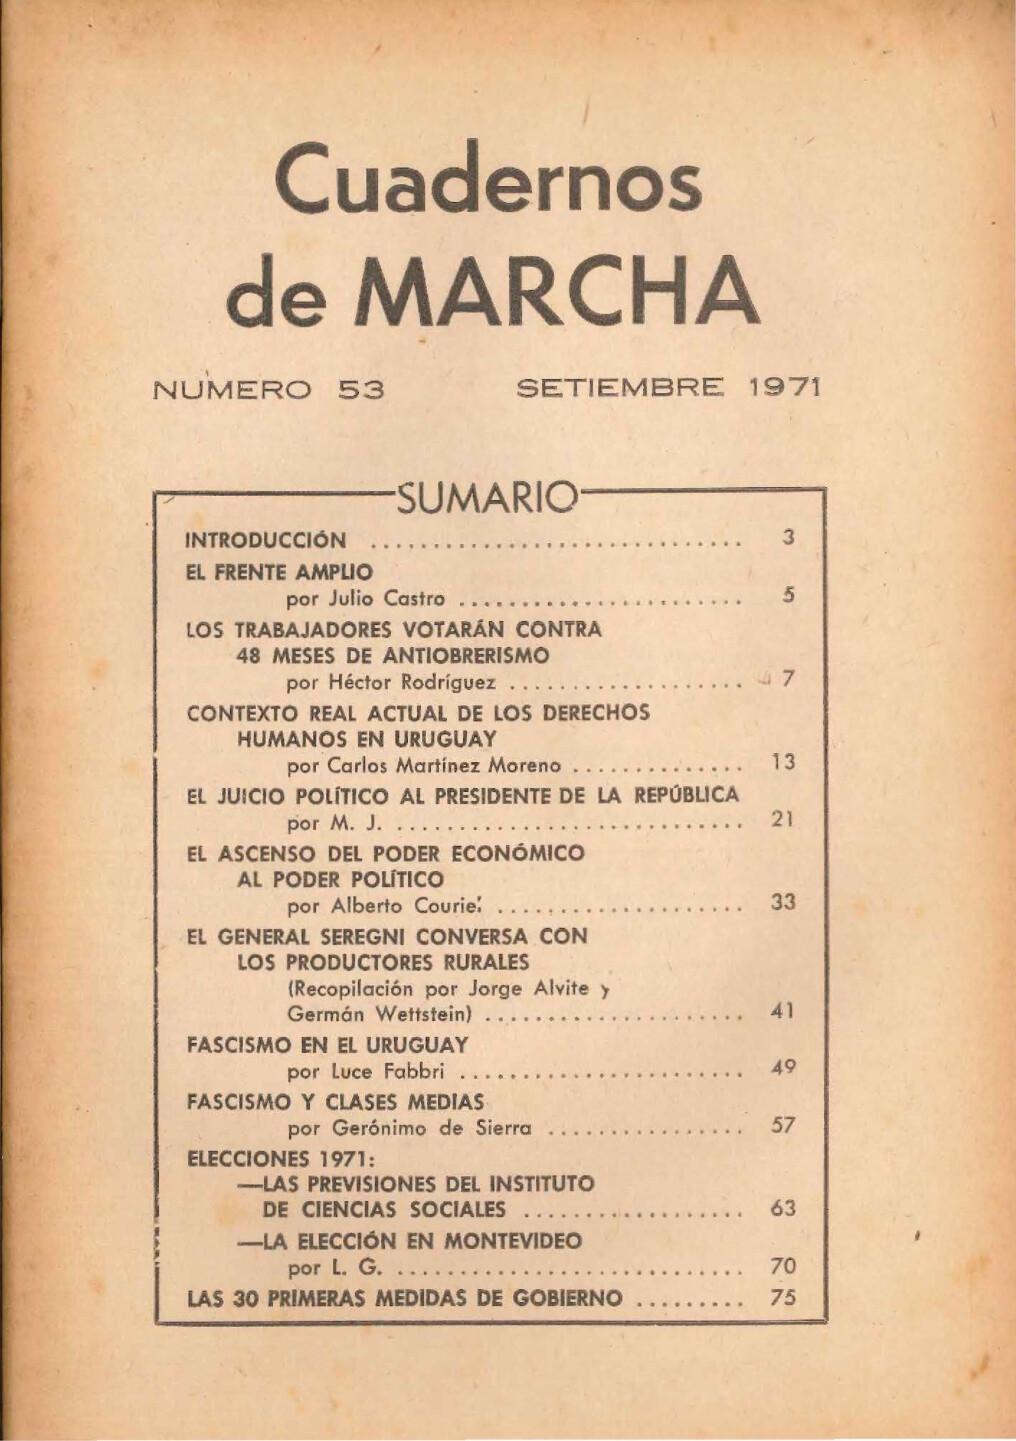 Cuadernos
de MARCHA
NUMERO 53 SETIEMBRE 1971
SUMARIO
INTRODUCCIÓN .............................. 3
EL FRENTE AMPLIO
por Julio Castro ....................... 5
LOS TRABAJADORES VOTARÁN CONTRA
48 MESES DE ANTIOBRERISMO
por Héctor Rodríguez ................... 7
CONTEXTO REAL ACTUAL DE LOS DERECHOS
HUMANOS EN URUGUAY
por Carlos Martínez Moreno .............. 13
EL JUICIO POLÍTICO AL PRESIDENTE DE LA REPÚBLICA
por M. J. ............................ 21
EL ASCENSO DEL PODER ECONÓMICO
AL PODER POLÍTICO
por Alberto Couriel .................... 33
EL GENERAL SEREGNI CONVERSA CON
LOS PRODUCTORES RURALES
(Recopilación por Jorge Alvite y
Germán Wettstein) ..................... 41
FASCISMO EN EL URUGUAY
por Luce Fabbri ....................... 49
FASCISMO Y CLASES MEDIAS
por Gerónimo de Sierra ................ 57
ELECCIONES 1971:
—LAS PREVISIONES DEL INSTITUTO
DE CIENCIAS SOCIALES .................. 63
—LA ELECCIÓN EN MONTEVIDEO
por L. G. ............................ 70
LAS 30 PRIMERAS MEDIDAS DE GOBIERNO ......... 75